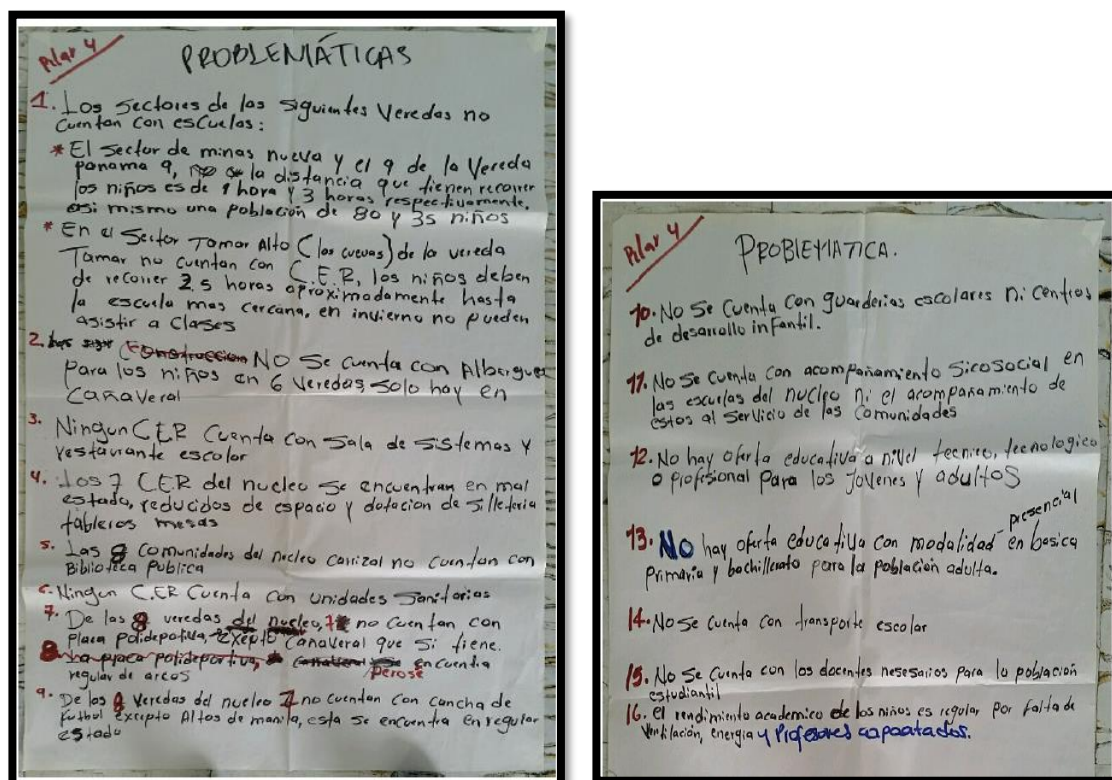 Pilar 4
PROBLEMÁTICAS
1. Los sectores de las siguientes Veredas no
Cuentan con escuelas:
* El sector de minas nueva y el 9 de la Vereda
panama 9, la distancia que tienen recorrer
los niños es de 1 hora y 3 horas respectivamente,
asi mismo una población de 80 y 35 niños
* En el Sector Tamar Alto (las cuevas) de la vereda
Tamar no cuentan con C.E.R, los niños deben
de recorrer 2,5 horas aproximadamente hasta
la escuela mas cercana, en invierno no pueden
asistir a clases
2. Construccion NO Se cuenta con Albergues
Para los niños en 6 Veredas solo hay en
Cañaveral
3. Ningun CER Cuenta con Sala de Sistemas y
restaurante escolar
4. Los 7 CER del nucleo se encuentran en mal
estado, reducidos de espacio y dotacion de silleteria
tableros mesas
5. Las 8 Comunidades del nucleo carrizal no cuentan con
Biblioteca Publica
6. Ningun C.ER Cuenta con unidades Sanitarias
7. De las 8 veredas del nucleo, 7 no cuentan con
Placa polideportiva, exepto Cañaveral que si tiene.
8. La placa polideportiva, canaveral pero se encuentra
regular de arcos
9. De las 8 Veredas del nucleo 7 no cuentan con cancha de
futbol excepto Altos de manila, esta se encuentra en regular
estado
Pilar 4
PROBLEMATICA.
10. No Se Cuenta con guarderias escolares ni centros
de desarollo infantil.
11. No Se Cuenta con acompañamiento Sicosocial en
las escuelas del nucleo ni el acompañamiento de
estos al servicio de las Comunidades
12. No hay oferta educativa a nivel tecnico, tecnologico
o profesional para los jovenes y adultos
13. No hay oferta educativa con modalidad presencial en basica
Primaria y bachillerato para la población adulta.
14. No Se cuenta con transporte escolar
15. No Se Cuenta con los docentes nesesarios para la población
estudiantil
16. el rendimiento academico de los niños es regular por falta de
Ventilación, energia y Profesores capacitados.